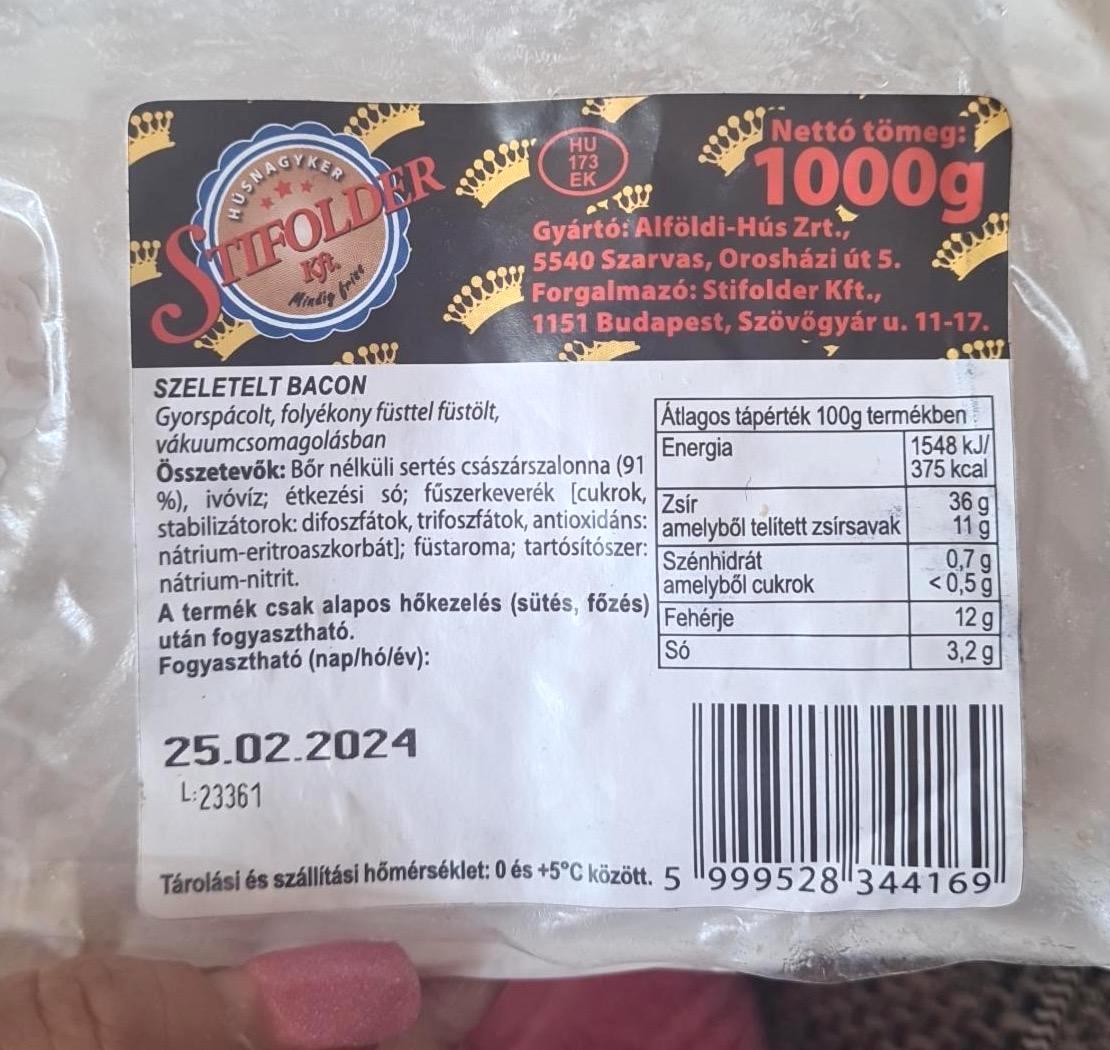 HÚSNAGYKER
STIFOLDER
Kft.
Mindig friss
HU
173
EK
Nettó tömeg:
1000g
Gyártó: Alföldi-Hús Zrt.,
5540 Szarvas, Orosházi út 5.
Forgalmazó: Stifolder Kft.,
1151 Budapest, Szövőgyár u. 11-17.
SZELETELT BACON
Gyorspácolt, folyékony füsttel füstölt,
vákuumcsomagolásban
Összetevők: Bőr nélküli sertés császárszalonna (91
%), ivóvíz; étkezési só; fűszerkeverék [cukrok,
stabilizátorok: difoszfátok, trifoszfátok, antioxidáns:
nátrium-eritroaszkorbát]; füstaroma; tartósítószer:
nátrium-nitrit.
A termék csak alapos hőkezelés (sütés, főzés)
után fogyasztható.
Fogyasztható (nap/hó/év):
Átlagos tápérték 100g termékben
Energia 1548 kJ/
375 kcal
Zsír 36 g
amelyből telített zsírsavak 11 g
Szénhidrát 0,7 g
amelyből cukrok <0,5 g
Fehérje 12 g
Só 3,2 g
25.02.2024
L:23361
Tárolási és szállítási hőmérséklet: 0 és +5°C között.
5 999528 344169